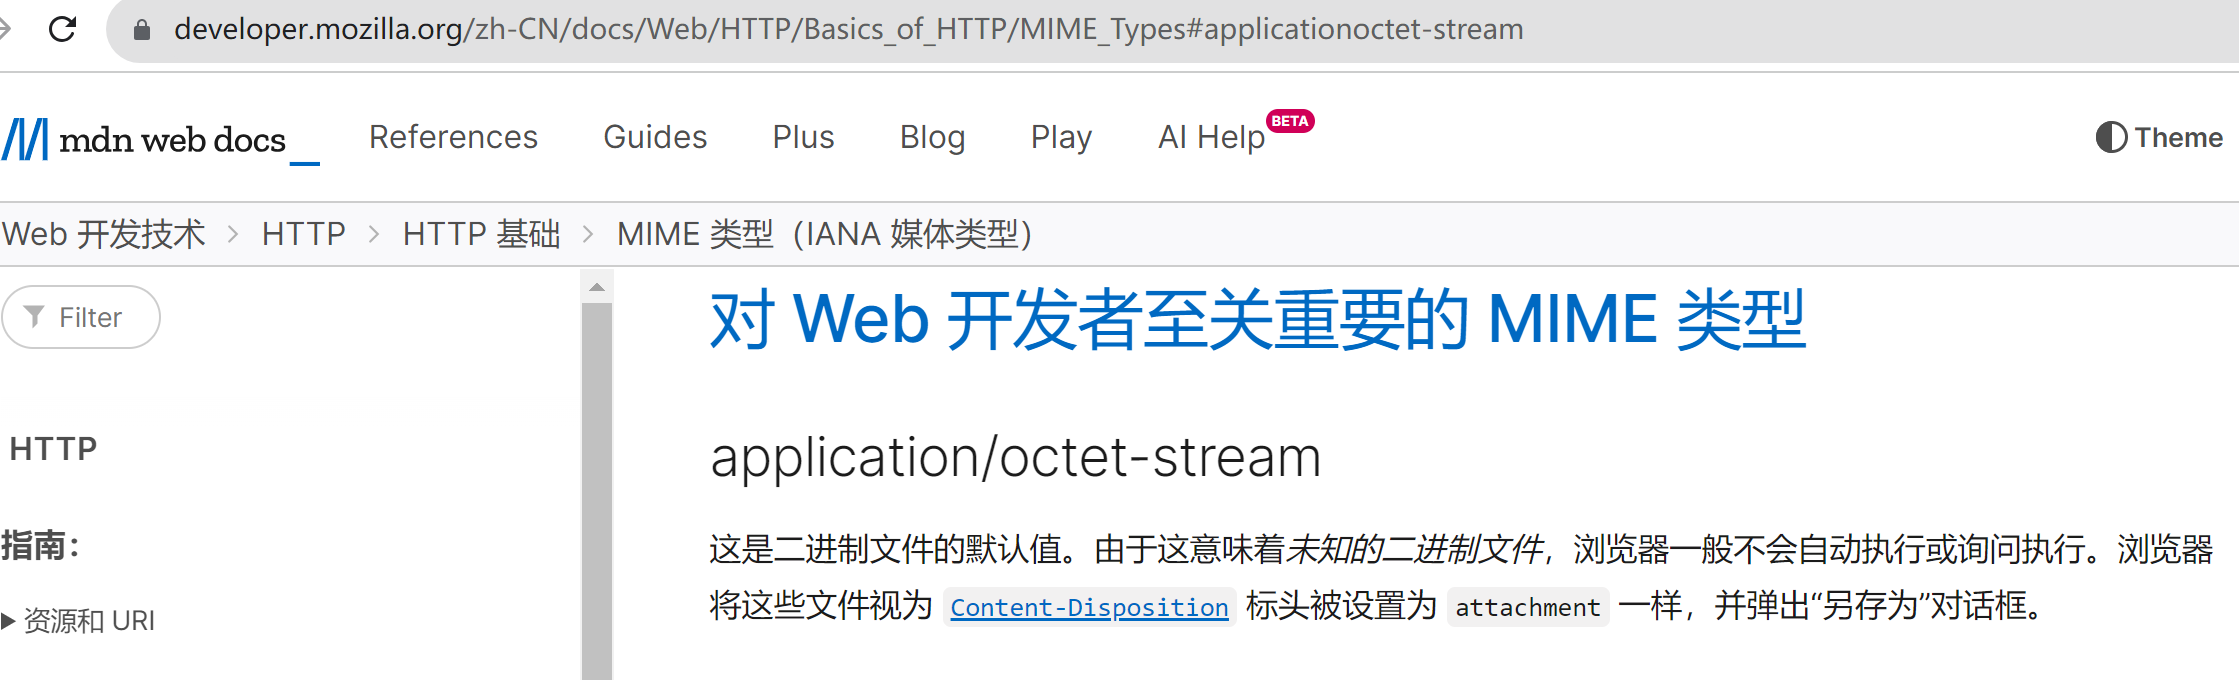 developer.mozilla.org/zh-CN/docs/Web/HTTP/Basics_of_HTTP/MIME_Types#applicationoctet-stream
mdn web docs References Guides Plus Blog Play AI Help BETA Theme
Web 开发技术 > HTTP > HTTP 基础 > MIME 类型（IANA 媒体类型）
Filter
HTTP
指南：
资源和 URI
对 Web 开发者至关重要的 MIME 类型
application/octet-stream
这是二进制文件的默认值。由于这意味着未知的二进制文件，浏览器一般不会自动执行或询问执行。浏览器
将这些文件视为 Content-Disposition 标头被设置为 attachment 一样，并弹出“另存为”对话框。